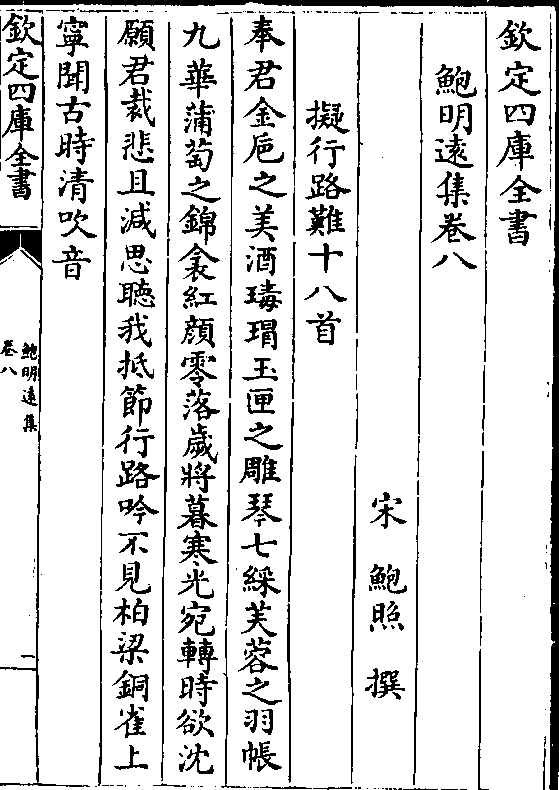 欽定四庫全書
鮑明逺集卷八
宋　鮑照　撰
擬行路難十八首
奉君金巵之美酒瑇瑁玉匣之雕琴七綵芙蓉之羽帳
九華蒲萄之錦衾紅顔零落歲將暮寒光宛轉時欲沈
願君裁悲且減思聴我抵節行路吟不見柏梁銅雀上
寧聞古時清吹音
欽定四庫全書
鮑明逺集
卷八
一